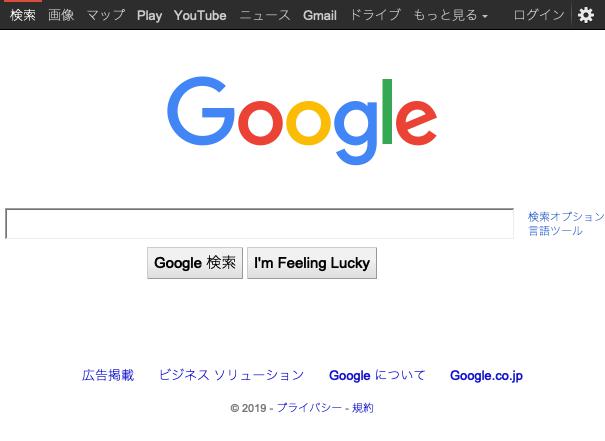 検索 画像 マップ Play YouTube ニュース Gmail ドライブ もっと見る ログイン
Google
検索オプション
言語ツール
Google 検索 I'm Feeling Lucky
広告掲載 ビジネス ソリューション Google について Google.co.jp
© 2019 - プライバシー - 規約